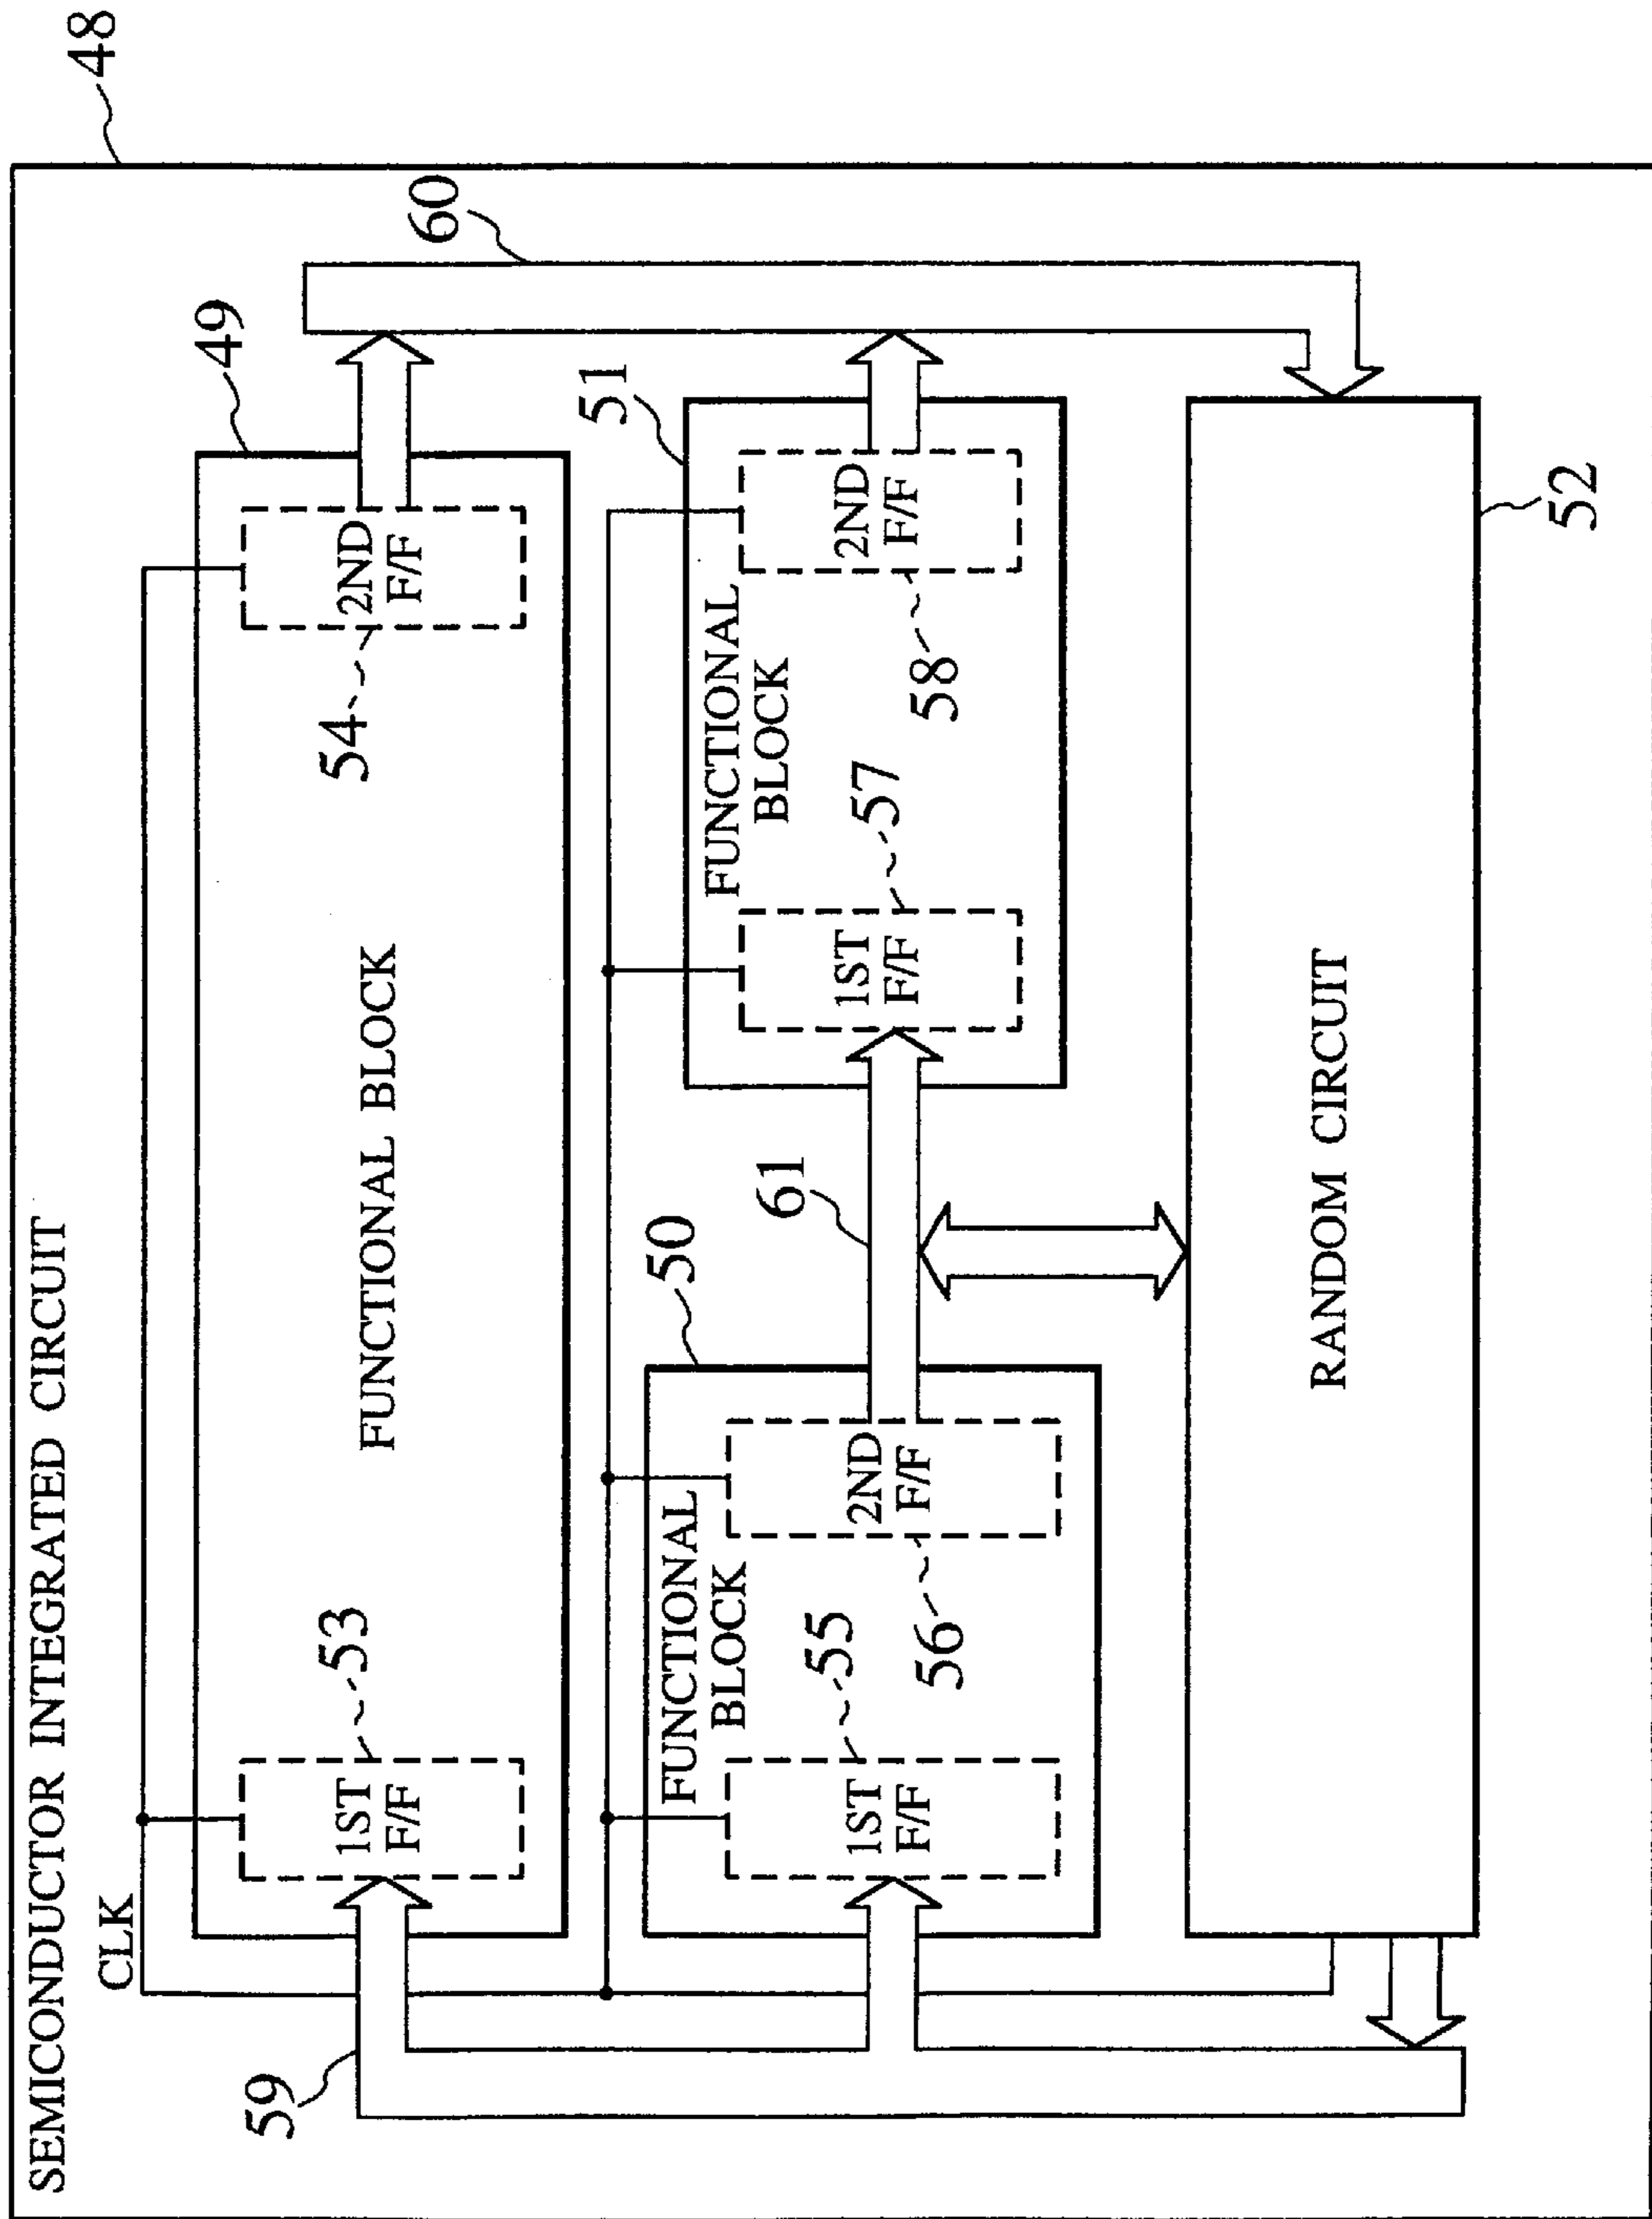 SEMICONDUCTOR INTEGRATED CIRCUIT
48
CLK
49
60
1ST
F/F
53
FUNCTIONAL BLOCK
54
2ND
F/F
59
50
61
51
FUNCTIONAL
BLOCK
1ST
F/F
55
2ND
F/F
56
FUNCTIONAL
BLOCK
1ST
F/F
57
2ND
F/F
58
RANDOM CIRCUIT
52